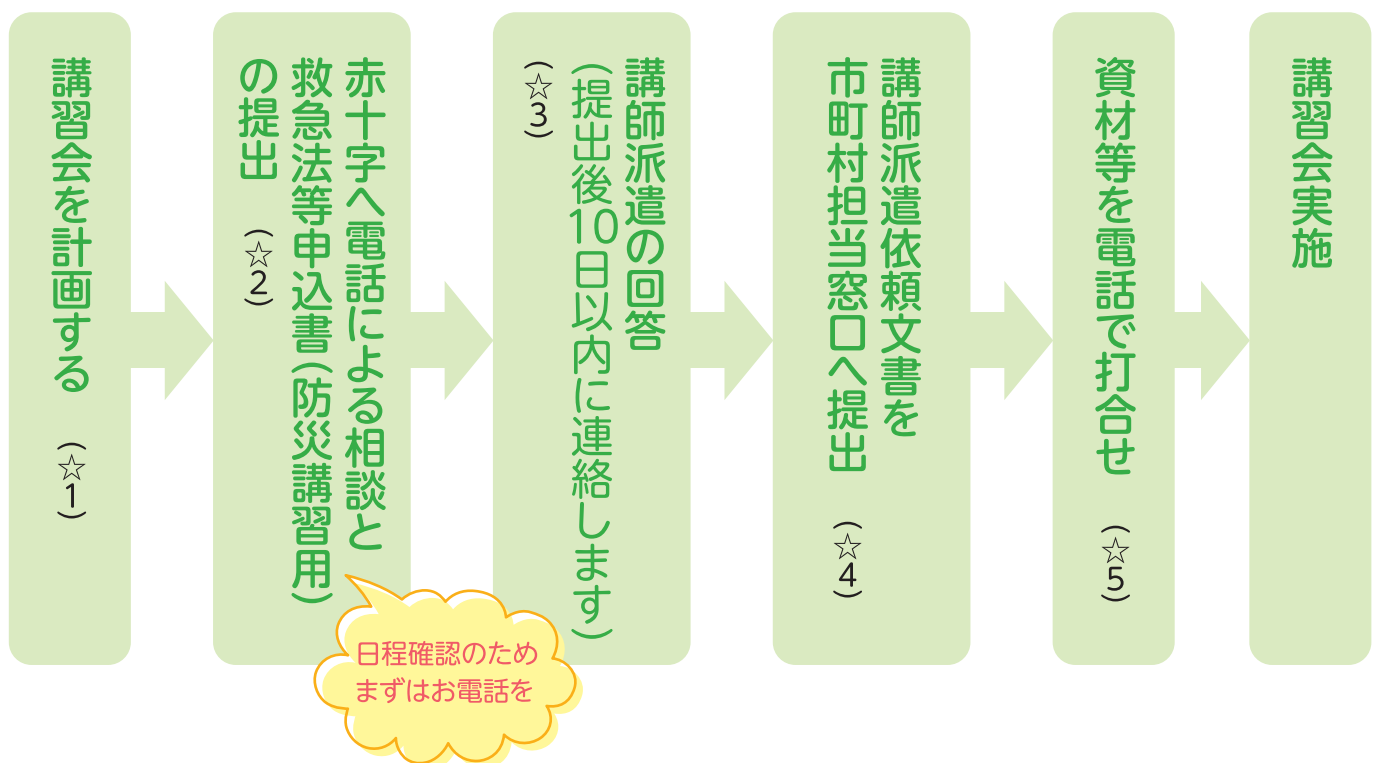 講習会を計画する （☆1）
赤十字へ電話による相談と
救急法等申込書（防災講習用）
の提出 （☆2）
講師派遣の回答
（提出後10日以内に連絡します）
（☆3）
講師派遣依頼文書を
市町村担当窓口へ提出 （☆4）
資材等を電話で打合せ （☆5）
講習会実施
日程確認のため
まずはお電話を